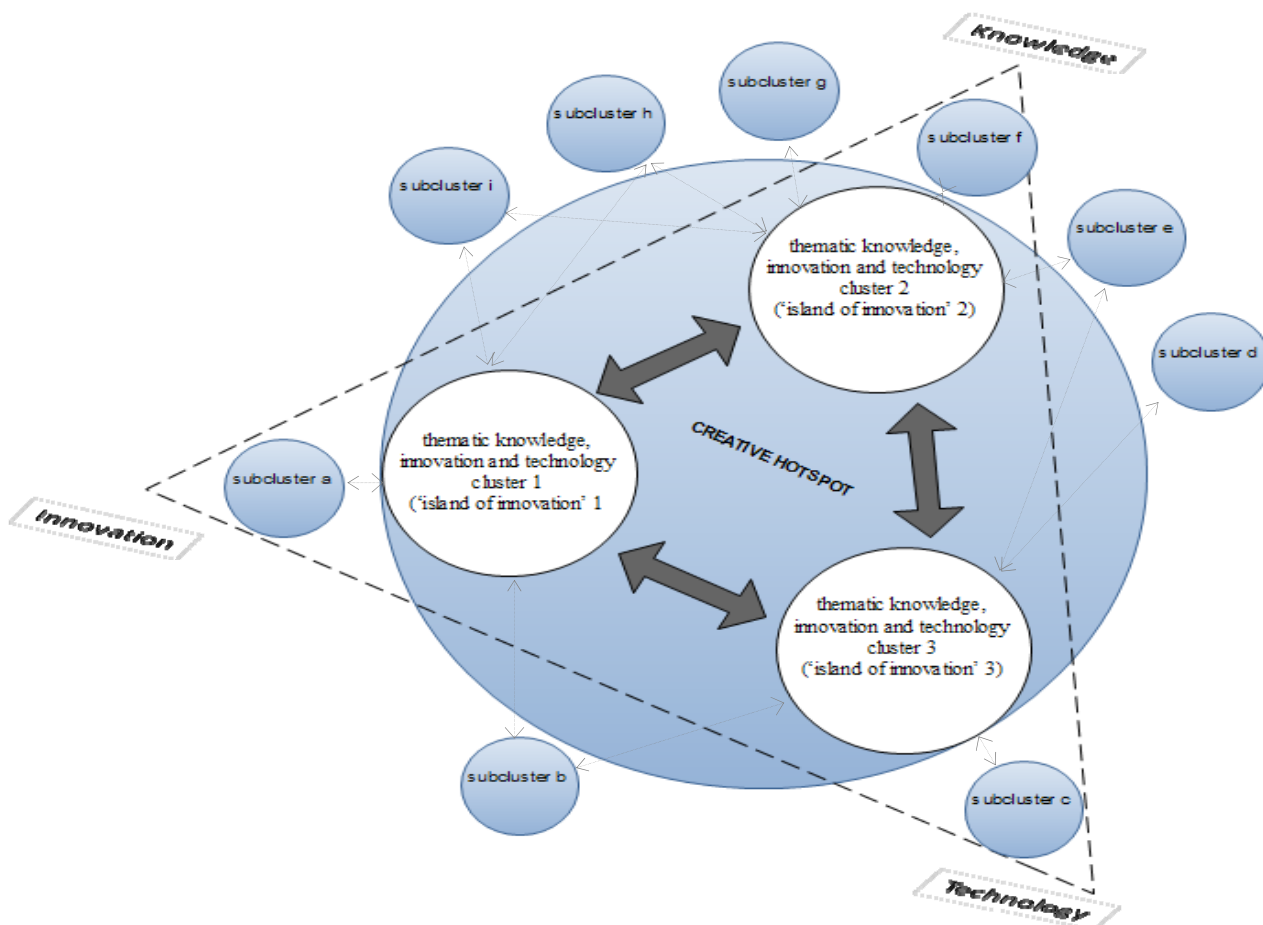 Knowledge
subcluster g
subcluster h
subcluster f
subcluster i
subcluster e
thematic knowledge,
innovation and technology
cluster 2
(‘island of innovation’ 2)
subcluster d
CREATIVE HOTSPOT
thematic knowledge,
innovation and technology
cluster 1
(‘island of innovation’ 1
subcluster a
Innovation
thematic knowledge,
innovation and technology
cluster 3
(‘island of innovation’ 3)
subcluster b
subcluster c
Technology